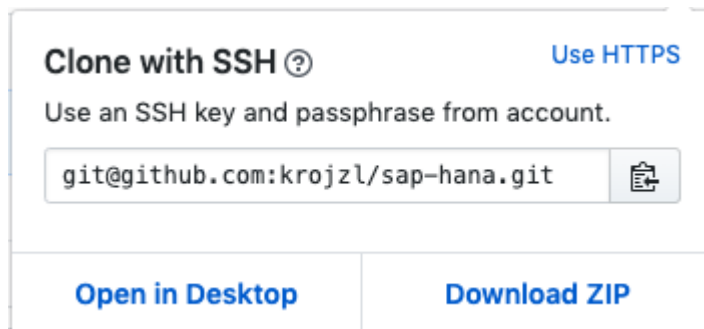 Clone with SSH ?
Use HTTPS
Use an SSH key and passphrase from account.
git@github.com:krojzl/sap-hana.git
Open in Desktop
Download ZIP